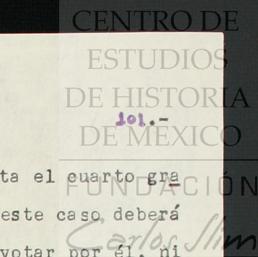 CENTRO DE
ESTUDIOS
DE HISTORIA
101.-
DE MÉXICO
ta el cuarto gra
FUNDACIÓN
este caso deberá
Carlos Slim
votar por él, ni